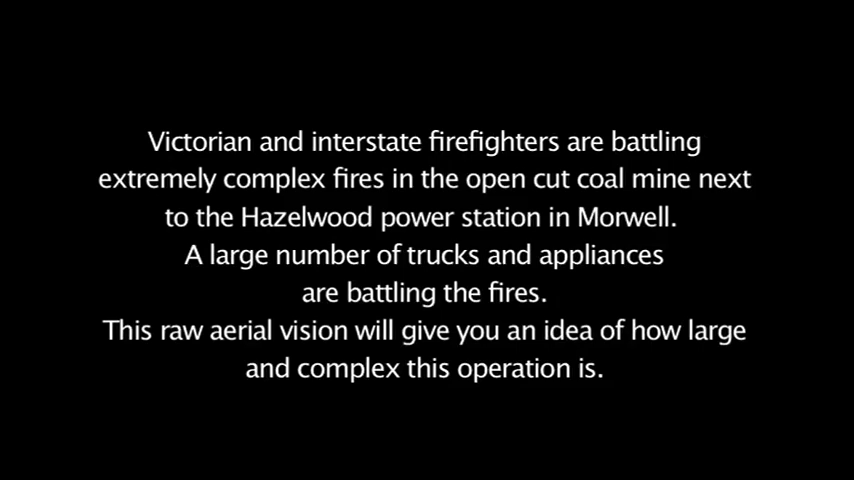 Victorian and interstate firefighters are battling
extremely complex fires in the open cut coal mine next
to the Hazelwood power station in Morwell.
A large number of trucks and appliances
are battling the fires.
This raw aerial vision will give you an idea of how large
and complex this operation is.